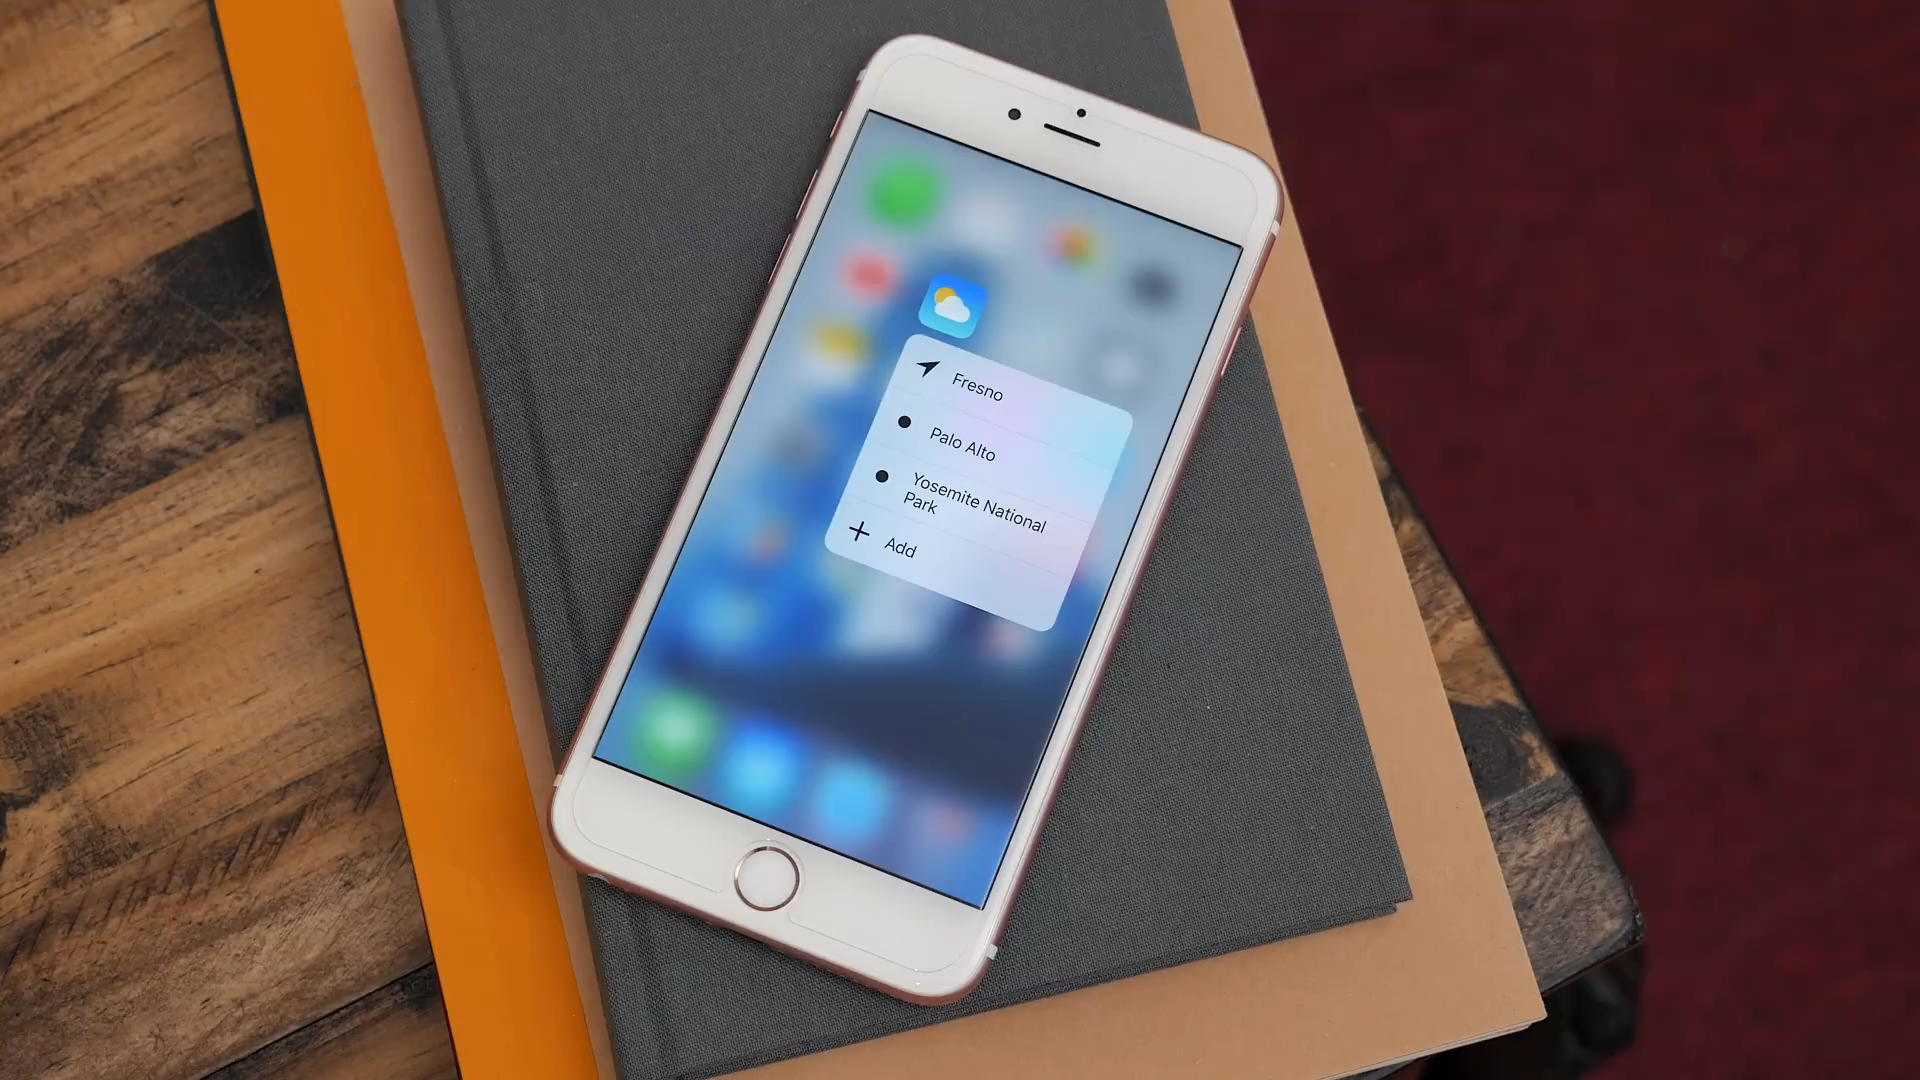 Fresno
Palo Alto
Yosemite National
Park
Add